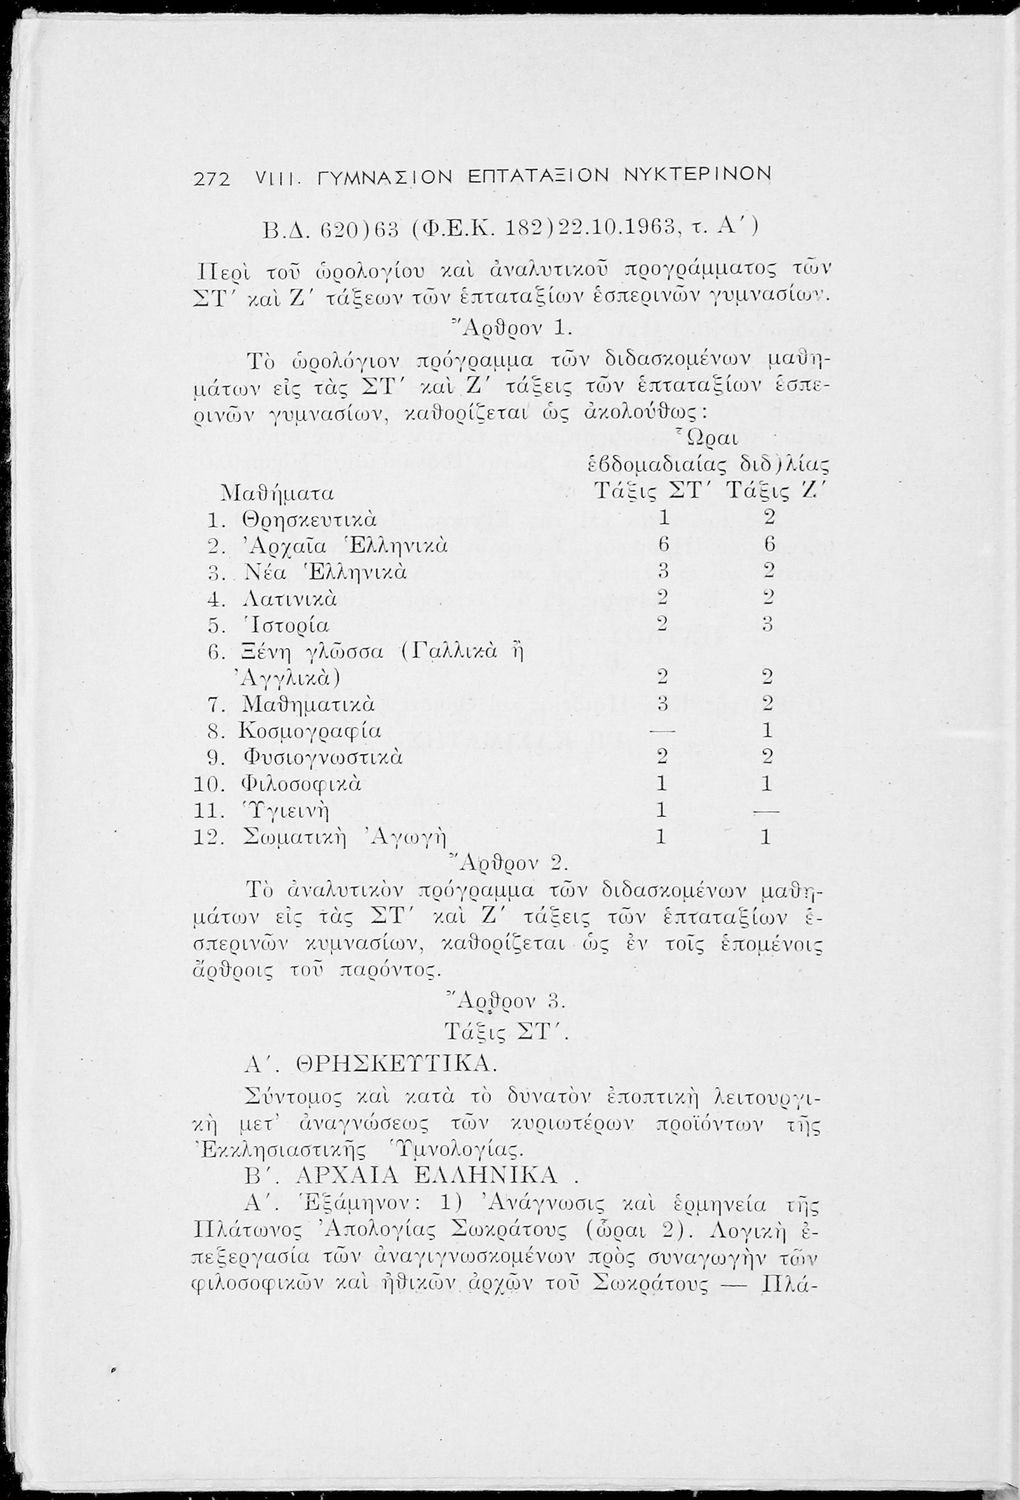 272 VIII. ΓΥΜΝΑΣΙΟΝ ΕΠΤΑΤΑΞΙΟΝ ΝΥΚΤΕΡΙΝΟΝ
Β.Δ. 620)63 (Φ.Ε.Κ. 182)22.10.1963, τ. Α΄)
Περὶ τοῦ ὡρολογίου καὶ ἀναλυτικοῦ προγράμματος τῶν
ΣΤ΄ καὶ Ζ΄ τάξεων τῶν ἑπταταξίων ἑσπερινῶν γυμνασίων.
Ἄρθρον 1.
Τὸ ὡρολόγιον πρόγραμμα τῶν διδασκομένων μαθη-
μάτων εἰς τὰς ΣΤ΄ καὶ Ζ΄ τάξεις τῶν ἑπταταξίων ἑσπε-
ρινῶν γυμνασίων, καθορίζεται ὡς ἀκολούθως:
Ὧραι
ἑβδομαδιαίας διδ)λίας
Μαθήματα Τάξις ΣΤ΄ Τάξις Ζ΄
1. Θρησκευτικὰ 1 2
2. Ἀρχαῖα Ἑλληνικὰ 6 6
3. Νέα Ἑλληνικὰ 3 2
4. Λατινικὰ 2 2
5. Ἱστορία 2 3
6. Ξένη γλῶσσα (Γαλλικὰ ἢ
Ἀγγλικὰ) 2 2
7. Μαθηματικὰ 3 2
8. Κοσμογραφία — 1
9. Φυσιογνωστικὰ 2 2
10. Φιλοσοφικὰ 1 1
11. Ὑγιεινὴ 1 —
12. Σωματικὴ Ἀγωγὴ 1 1
Ἄρθρον 2.
Τὸ ἀναλυτικὸν πρόγραμμα τῶν διδασκομένων μαθη-
μάτων εἰς τὰς ΣΤ΄ καὶ Ζ΄ τάξεις τῶν ἑπταταξίων ἑ-
σπερινῶν κυμνασίων, καθορίζεται ὡς ἐν τοῖς ἑπομένοις
ἄρθροις τοῦ παρόντος.
Ἄρθρον 3.
Τάξις ΣΤ΄.
Α΄. ΘΡΗΣΚΕΥΤΙΚΑ.
Σύντομος καὶ κατὰ τὸ δυνατὸν ἐποπτικὴ λειτουργι-
κὴ μετ' ἀναγνώσεως τῶν κυριωτέρων προϊόντων τῆς
Ἐκκλησιαστικῆς Ὑμνολογίας.
Β΄. ΑΡΧΑΙΑ ΕΛΛΗΝΙΚΑ .
Α΄. Ἑξάμηνον: 1) Ἀνάγνωσις καὶ ἑρμηνεία τῆς
Πλάτωνος Ἀπολογίας Σωκράτους (ὧραι 2). Λογικὴ ἐ-
πεξεργασία τῶν ἀναγιγνωσκομένων πρὸς συναγωγὴν τῶν
φιλοσοφικῶν καὶ ἠθικῶν ἀρχῶν τοῦ Σωκράτους — Πλά-